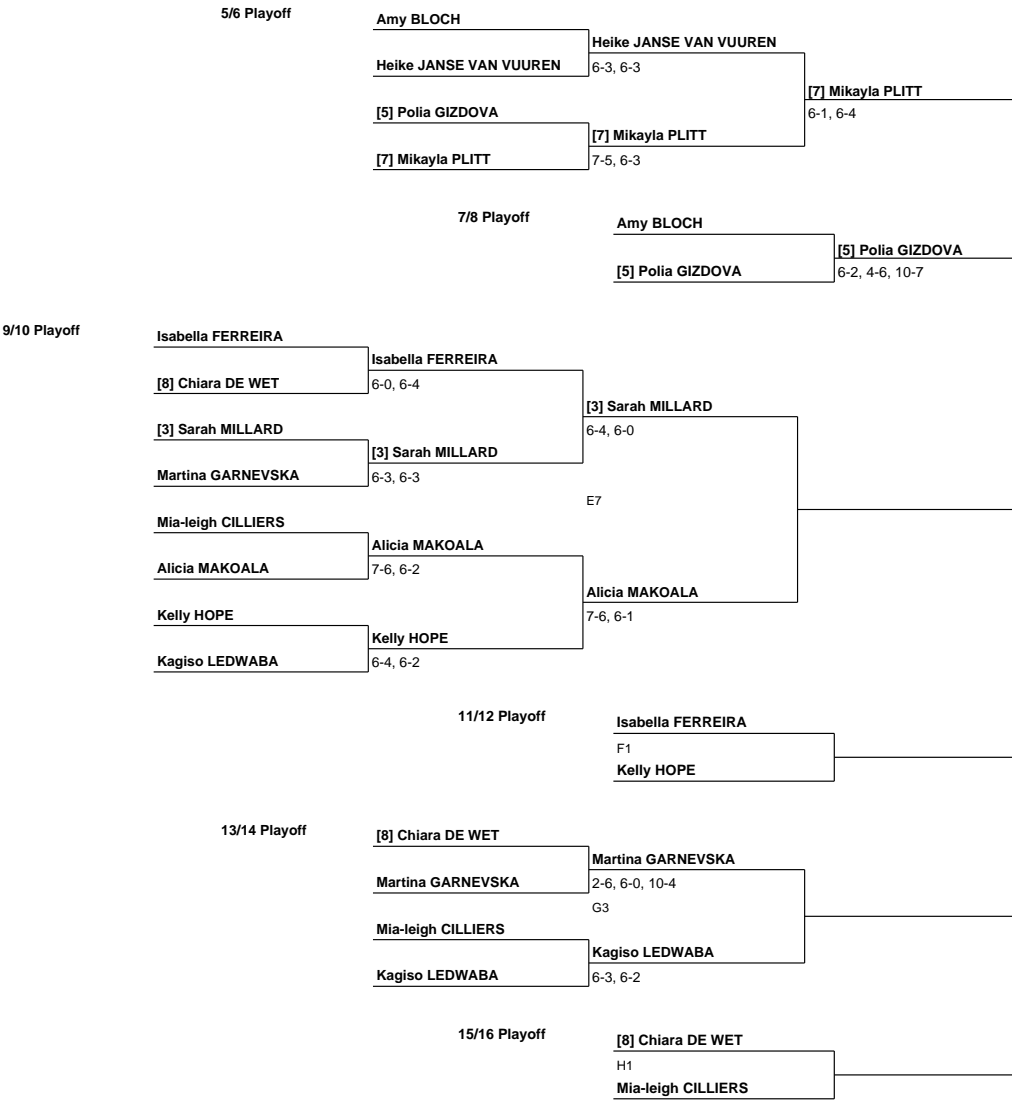 5/6 Playoff
Amy BLOCH
Heike JANSE VAN VUUREN
Heike JANSE VAN VUUREN
6-3, 6-3
[7] Mikayla PLITT
6-1, 6-4
[5] Polia GIZDOVA
[7] Mikayla PLITT
[7] Mikayla PLITT
7-5, 6-3
7/8 Playoff
Amy BLOCH
[5] Polia GIZDOVA
[5] Polia GIZDOVA
6-2, 4-6, 10-7
9/10 Playoff
Isabella FERREIRA
Isabella FERREIRA
[8] Chiara DE WET
6-0, 6-4
[3] Sarah MILLARD
6-4, 6-0
[3] Sarah MILLARD
[3] Sarah MILLARD
Martina GARNEVSKA
6-3, 6-3
E7
Mia-leigh CILLIERS
Alicia MAKOALA
Alicia MAKOALA
7-6, 6-2
Alicia MAKOALA
7-6, 6-1
Kelly HOPE
Kelly HOPE
Kagiso LEDWABA
6-4, 6-2
11/12 Playoff
Isabella FERREIRA
F1
Kelly HOPE
13/14 Playoff
[8] Chiara DE WET
Martina GARNEVSKA
Martina GARNEVSKA
2-6, 6-0, 10-4
G3
Mia-leigh CILLIERS
Kagiso LEDWABA
Kagiso LEDWABA
6-3, 6-2
15/16 Playoff
[8] Chiara DE WET
H1
Mia-leigh CILLIERS